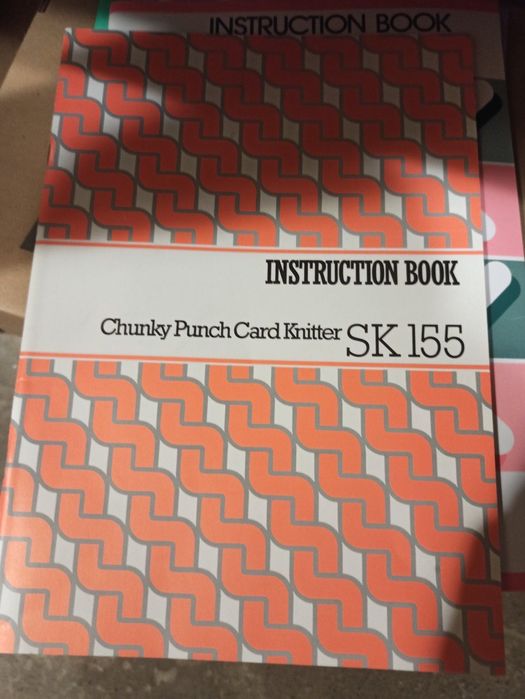 INSTRUCTION BOOK
INSTRUCTION BOOK
Chunky Punch Card Knitter SK 155